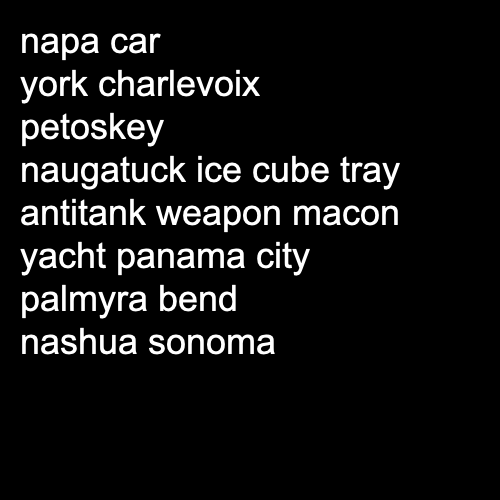 napa car
york charlevoix
petoskey
naugatuck ice cube tray
antitank weapon macon
yacht panama city
palmyra bend
nashua sonoma